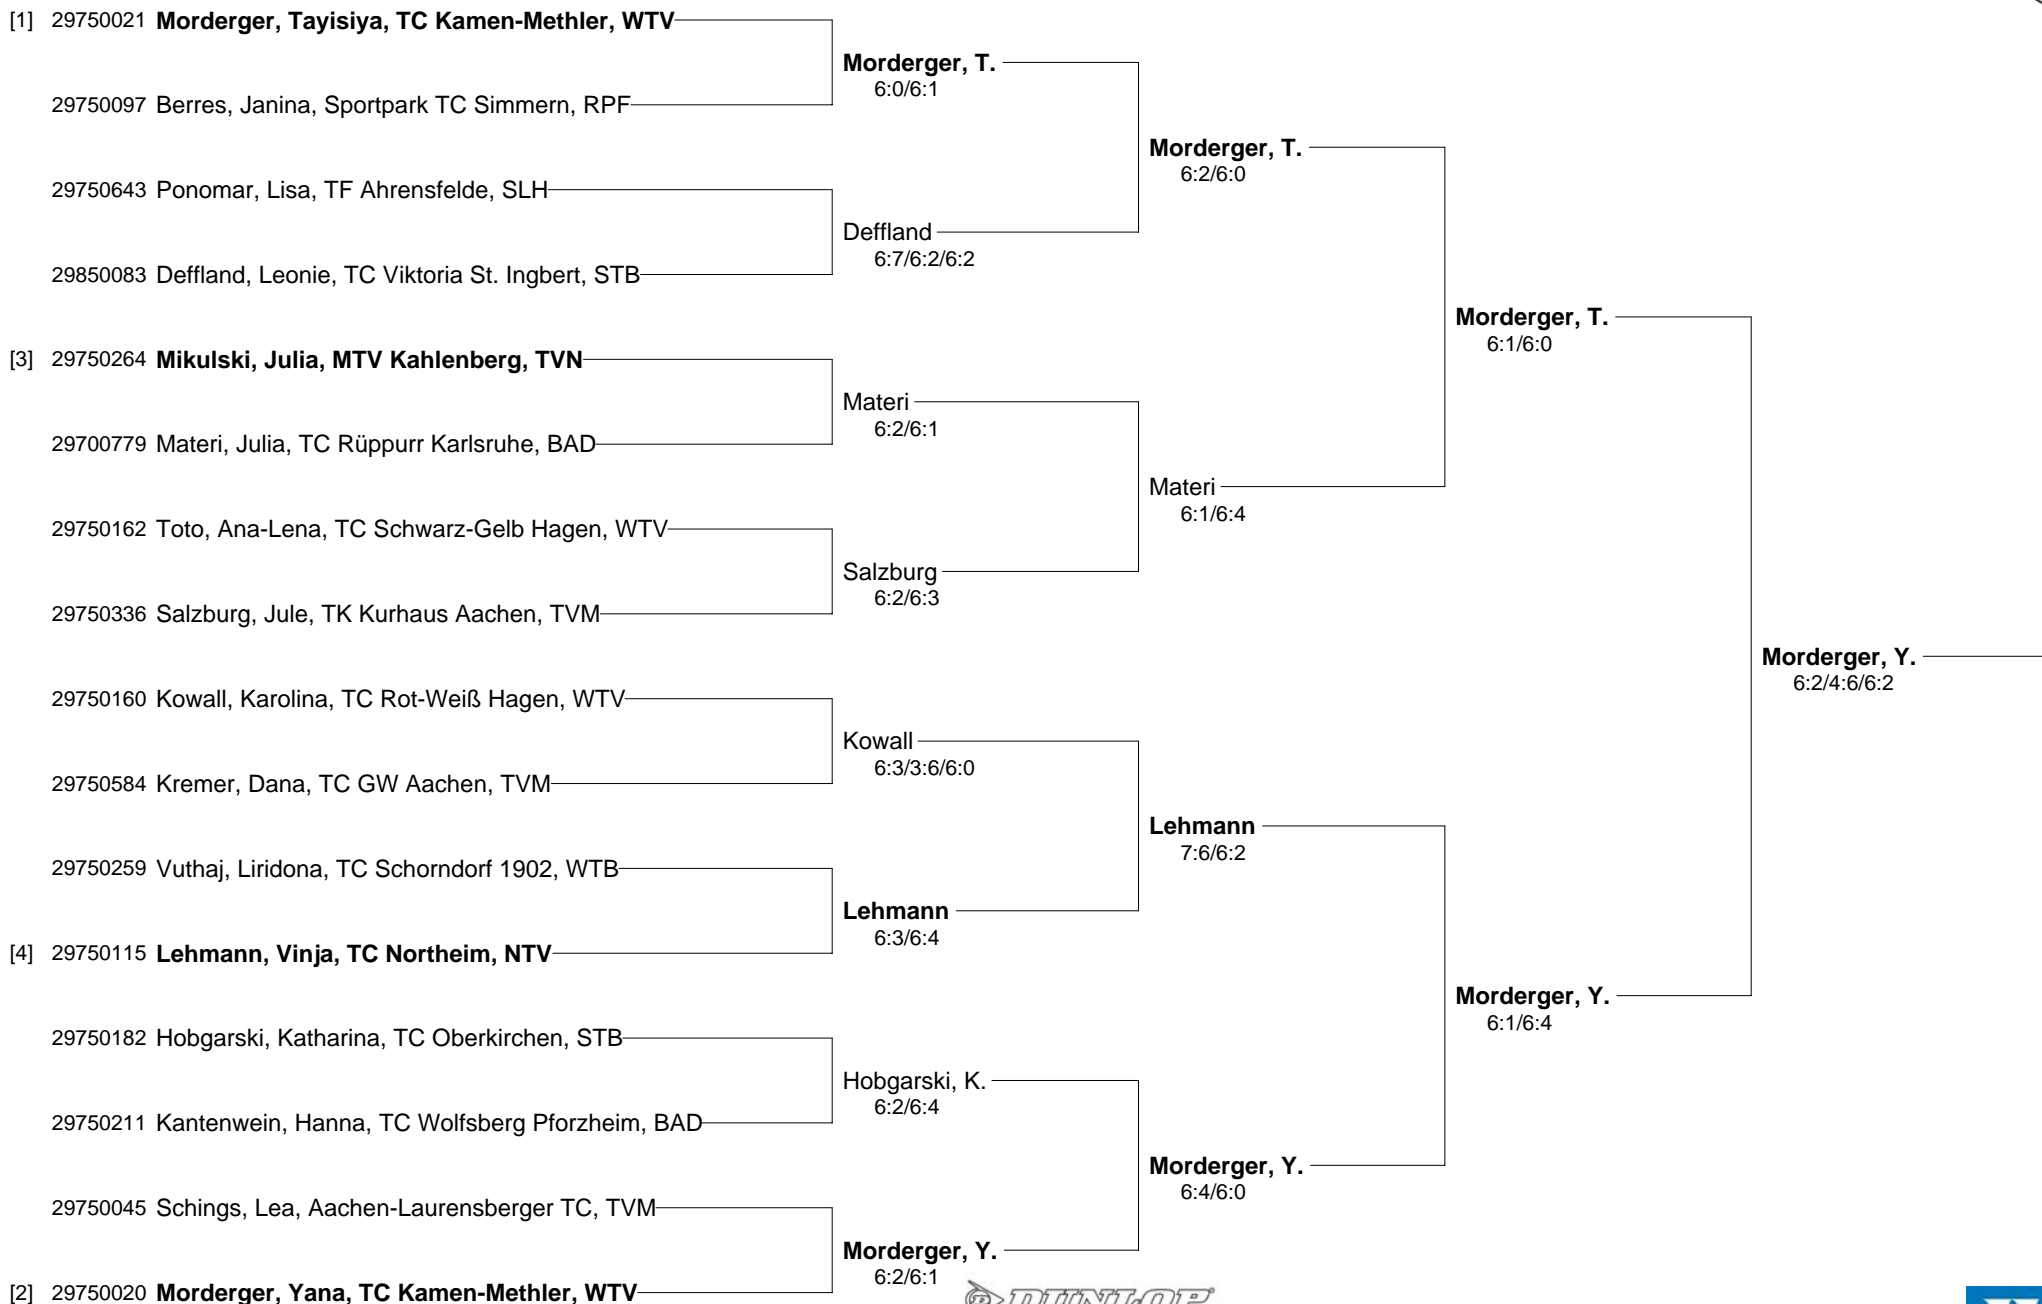 [1] 29750021 Morderger, Tayisiya, TC Kamen-Methler, WTV
Morderger, T.
6:0/6:1
29750097 Berres, Janina, Sportpark TC Simmern, RPF
Morderger, T.
6:2/6:0
29750643 Ponomar, Lisa, TF Ahrensfelde, SLH
Deffland
6:7/6:2/6:2
29850083 Deffland, Leonie, TC Viktoria St. Ingbert, STB
Morderger, T.
6:1/6:0
[3] 29750264 Mikulski, Julia, MTV Kahlenberg, TVN
Materi
6:2/6:1
29700779 Materi, Julia, TC Rüppurr Karlsruhe, BAD
Materi
6:1/6:4
29750162 Toto, Ana-Lena, TC Schwarz-Gelb Hagen, WTV
Salzburg
6:2/6:3
29750336 Salzburg, Jule, TK Kurhaus Aachen, TVM
Morderger, Y.
6:2/4:6/6:2
29750160 Kowall, Karolina, TC Rot-Weiß Hagen, WTV
Kowall
6:3/3:6/6:0
29750584 Kremer, Dana, TC GW Aachen, TVM
Lehmann
7:6/6:2
29750259 Vuthaj, Liridona, TC Schorndorf 1902, WTB
Lehmann
6:3/6:4
[4] 29750115 Lehmann, Vinja, TC Northeim, NTV
Morderger, Y.
6:1/6:4
29750182 Hobgarski, Katharina, TC Oberkirchen, STB
Hobgarski, K.
6:2/6:4
29750211 Kantenwein, Hanna, TC Wolfsberg Pforzheim, BAD
Morderger, Y.
6:4/6:0
29750045 Schings, Lea, Aachen-Laurensberger TC, TVM
Morderger, Y.
6:2/6:1
[2] 29750020 Morderger, Yana, TC Kamen-Methler, WTV
DUNLOP